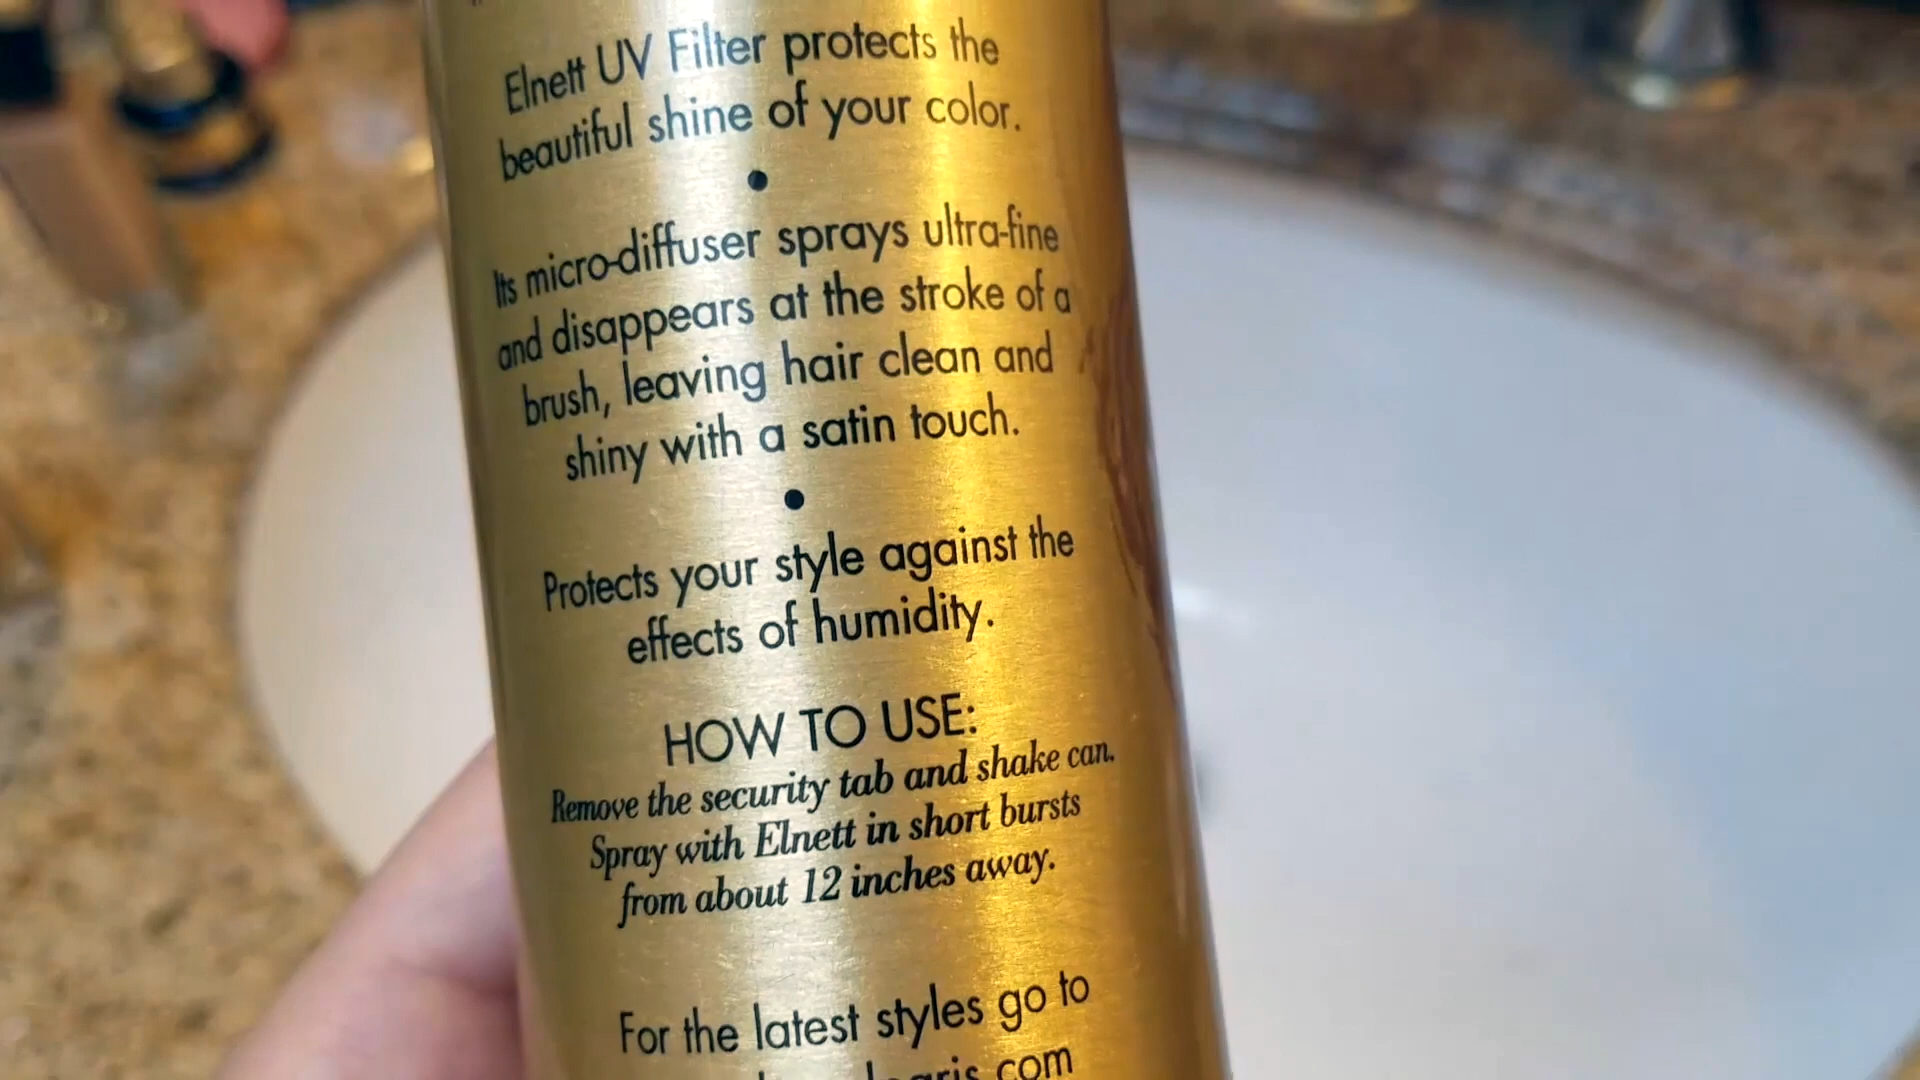 Elnett UV Filter protects the
beautiful shine of your color.
•
Its micro-diffuser sprays ultra-fine
and disappears at the stroke of a
brush, leaving hair clean and
shiny with a satin touch.
•
Protects your style against the
effects of humidity.
HOW TO USE:
Remove the security tab and shake can.
Spray with Elnett in short bursts
from about 12 inches away.
For the latest styles go to